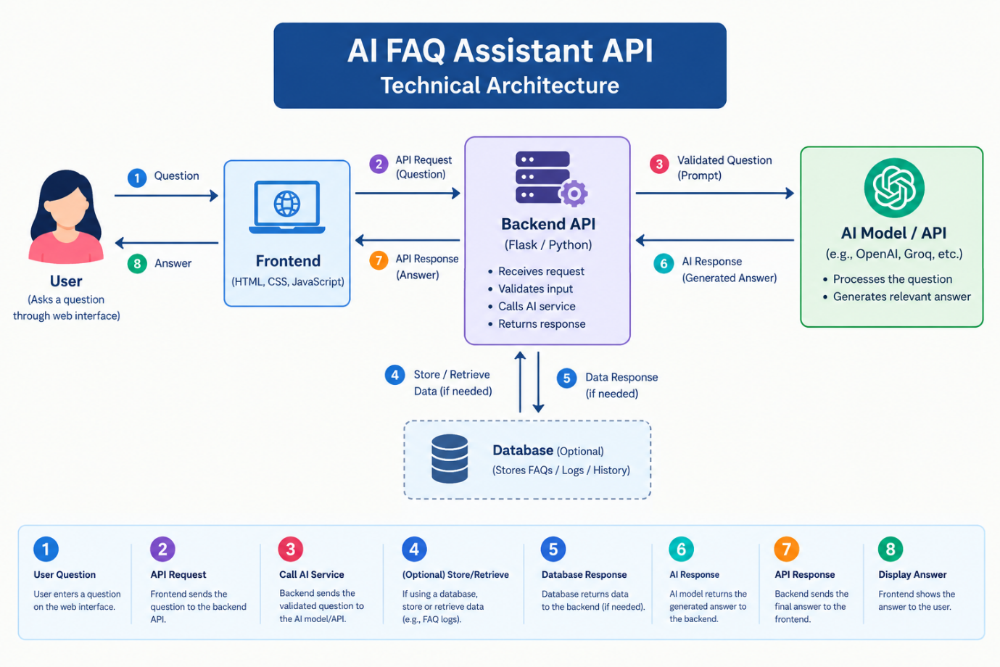 AI FAQ Assistant API
Technical Architecture
1 Question
8 Answer
User
(Asks a question
through web interface)
Frontend
(HTML, CSS, JavaScript)
2 API Request
(Question)
7 API Response
(Answer)
Backend API
(Flask / Python)
• Receives request
• Validates input
• Calls AI service
• Returns response
3 Validated Question
(Prompt)
6 AI Response
(Generated Answer)
AI Model / API
(e.g., OpenAI, Groq, etc.)
• Processes the question
• Generates relevant answer
4 Store / Retrieve
Data (if needed)
5 Data Response
(if needed)
Database (Optional)
(Stores FAQs / Logs / History)
1
User Question
User enters a question
on the web interface.
2
API Request
Frontend sends the
question to the backend
API.
3
Call AI Service
Backend sends the
validated question to
the AI model/API.
4
(Optional) Store/Retrieve
If using a database,
store or retrieve data
(e.g., FAQ logs).
5
Database Response
Database returns data
to the backend (if needed).
6
AI Response
AI model returns the
generated answer to
the backend.
7
API Response
Backend sends the
final answer to the
frontend.
8
Display Answer
Frontend shows the
answer to the user.